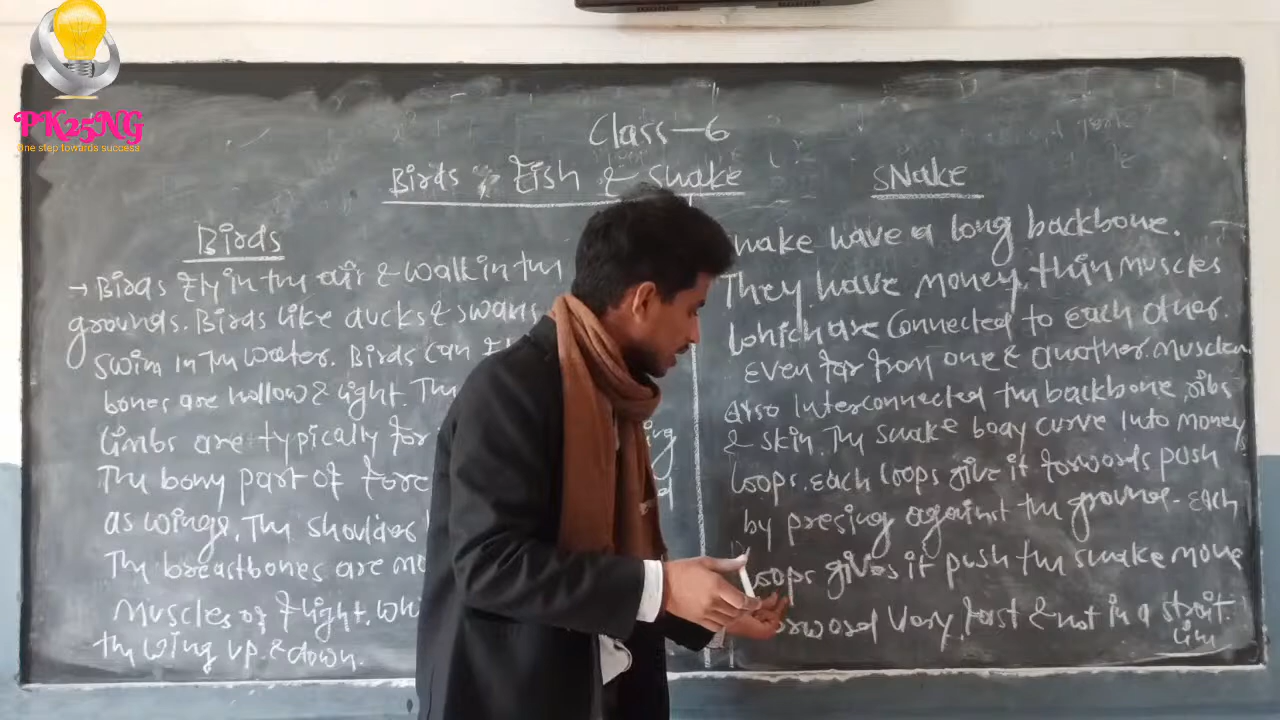 PK25NG
One step towards success
Class-6
Birds, Fish & Snake
SNake
Birds
→ Birds Fly in the air & walk in the
grounds. Birds like ducks & swans
swim in the water. Birds can
bones are hollow & light. The
limbs are typically for
The bony part of fore
as wings. The shoulder
The breastbones are
Muscles of flight. whi
the wing up & down.
ing
nake have a long backbone.
They have money, thin muscles
which are connected to each other.
even far from one & another. muscles
also interconnected the backbone, ribs
& skin. The snake body curve into money
loops. each loops give it forwords push
by presing against the ground. Each
loops gives it push the snake move
orword very fast & not in a strait
line